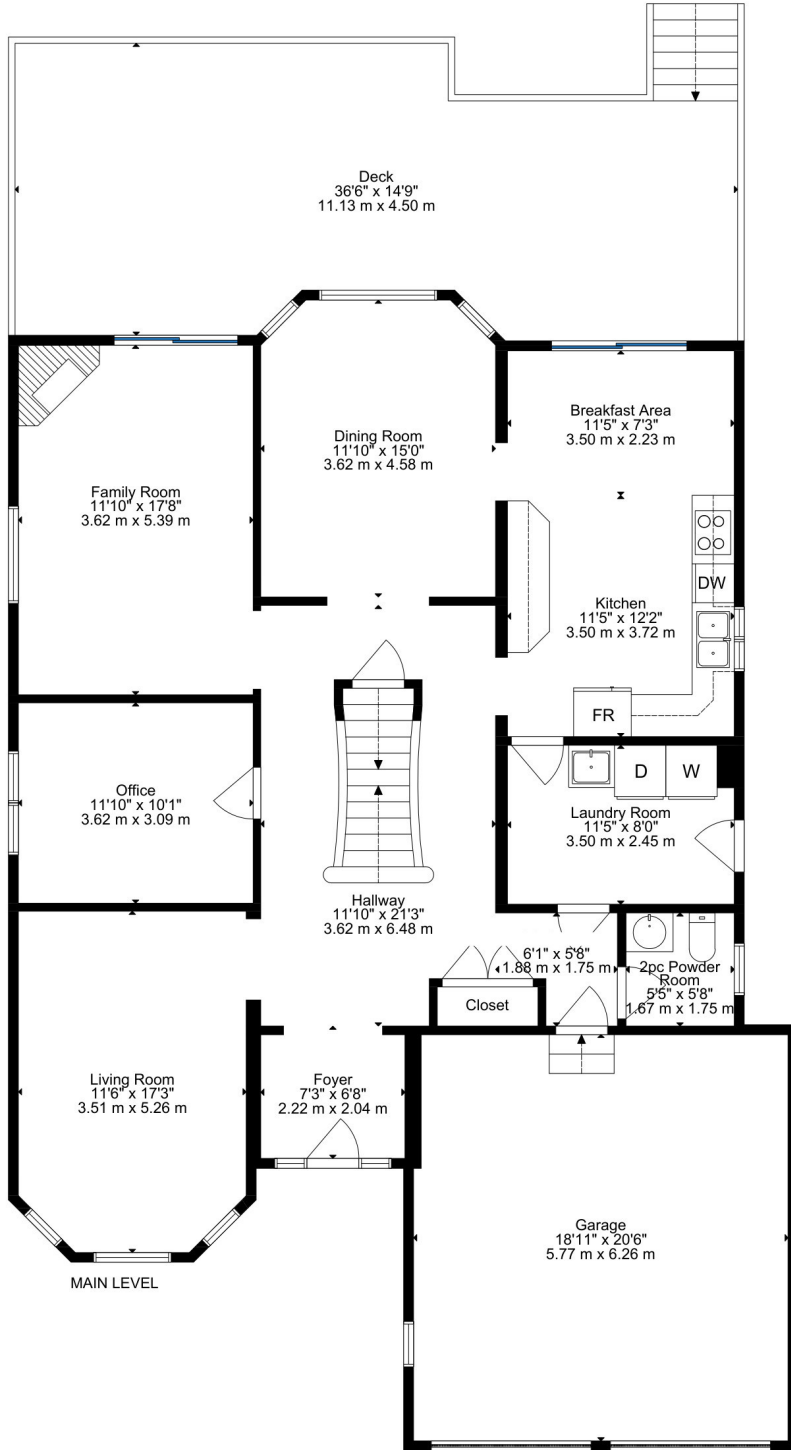 Deck
36'6" x 14'9"
11.13 m x 4.50 m
Dining Room
11'10" x 15'0"
3.62 m x 4.58 m
Breakfast Area
11'5" x 7'3"
3.50 m x 2.23 m
Family Room
11'10" x 17'8"
3.62 m x 5.39 m
DW
Kitchen
11'5" x 12'2"
3.50 m x 3.72 m
FR
Office
11'10" x 10'1"
3.62 m x 3.09 m
D
W
Laundry Room
11'5" x 8'0"
3.50 m x 2.45 m
Hallway
11'10" x 21'3"
3.62 m x 6.48 m
6'1" x 5'8"
1.88 m x 1.75 m
2pc Powder
Room
5'5" x 5'8"
1.67 m x 1.75 m
Closet
Living Room
11'6" x 17'3"
3.51 m x 5.26 m
Foyer
7'3" x 6'8"
2.22 m x 2.04 m
Garage
18'11" x 20'6"
5.77 m x 6.26 m
MAIN LEVEL